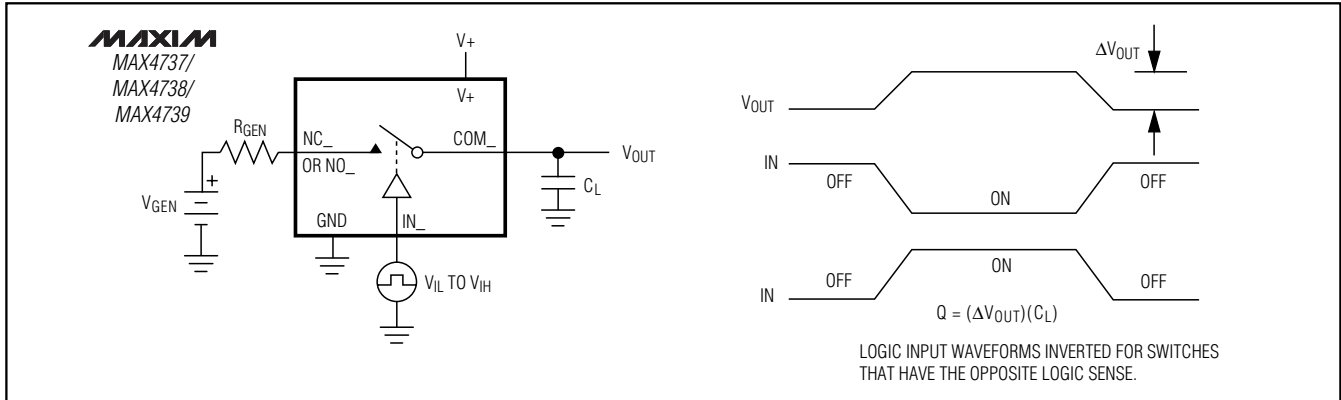 MAXIM
MAX4737/
MAX4738/
MAX4739
V+
V+
RGEN
NC_
OR NO_
COM_
VOUT
CL
VGEN
+
GND
IN_
VIL TO VIH
ΔVOUT
VOUT
IN
OFF
ON
OFF
IN
OFF
ON
OFF
Q = (ΔVOUT)(CL)
LOGIC INPUT WAVEFORMS INVERTED FOR SWITCHES
THAT HAVE THE OPPOSITE LOGIC SENSE.